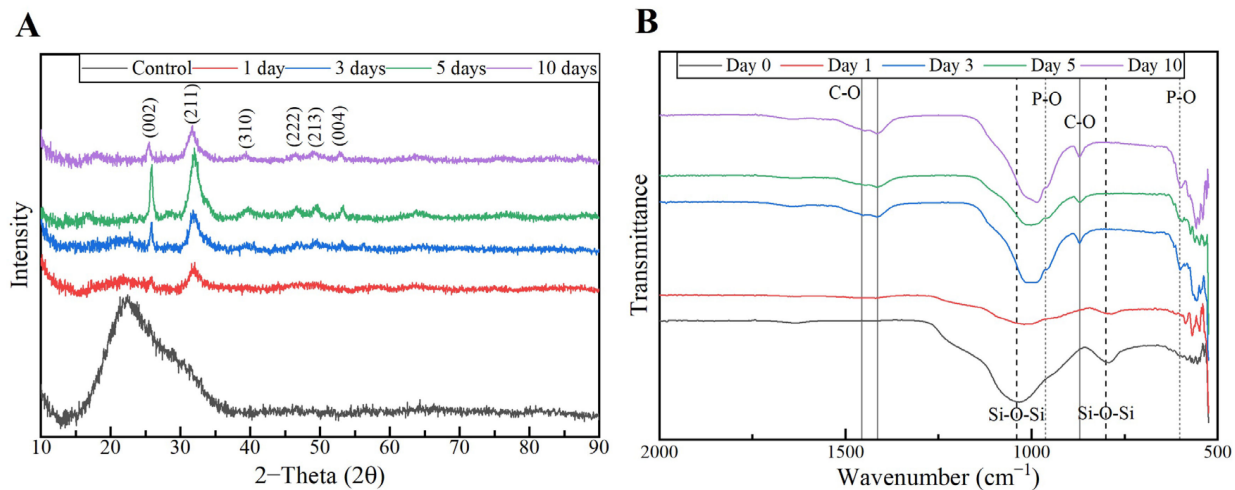 A
Control 1 day 3 days 5 days 10 days
(002)
(211)
(310)
(222)
(213)
(004)
Intensity
10 20 30 40 50 60 70 80 90
2−Theta (2θ)
B
Day 0 Day 1 Day 3 Day 5 Day 10
C-O
P-O
C-O
P-O
Si-O-Si
Si-O-Si
Transmittance
2000 1500 1000 500
Wavenumber (cm⁻¹)